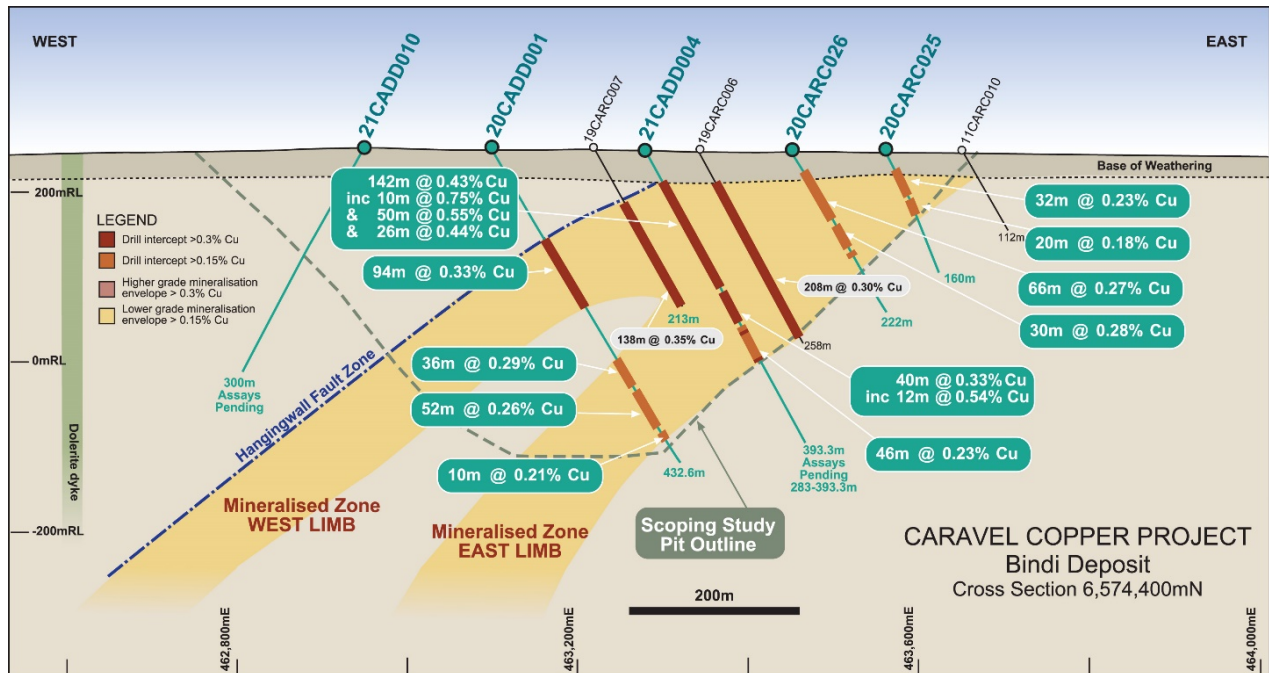 WEST
EAST
21CADD010
20CADD001
19CARC007
21CADD004
19CARC006
20CARC026
20CARC025
11CARC010
Base of Weathering
200mRL
142m @ 0.43% Cu
inc 10m @ 0.75% Cu
& 50m @ 0.55% Cu
& 26m @ 0.44% Cu
32m @ 0.23% Cu
LEGEND
Drill intercept >0.3% Cu
Drill intercept >0.15% Cu
Higher grade mineralisation
envelope > 0.3% Cu
Lower grade mineralisation
envelope > 0.15% Cu
94m @ 0.33% Cu
112m
20m @ 0.18% Cu
160m
208m @ 0.30% Cu
66m @ 0.27% Cu
213m
222m
30m @ 0.28% Cu
138m @ 0.35% Cu
258m
0mRL
36m @ 0.29% Cu
300m
Assays
Pending
Hangingwall Fault Zone
40m @ 0.33% Cu
inc 12m @ 0.54% Cu
52m @ 0.26% Cu
Dolerite dyke
46m @ 0.23% Cu
10m @ 0.21% Cu
432.6m
393.3m
Assays
Pending
283-393.3m
Mineralised Zone
WEST LIMB
Mineralised Zone
EAST LIMB
Scoping Study
Pit Outline
-200mRL
CARAVEL COPPER PROJECT
Bindi Deposit
Cross Section 6,574,400mN
200m
462,800mE
463,200mE
463,600mE
464,000mE